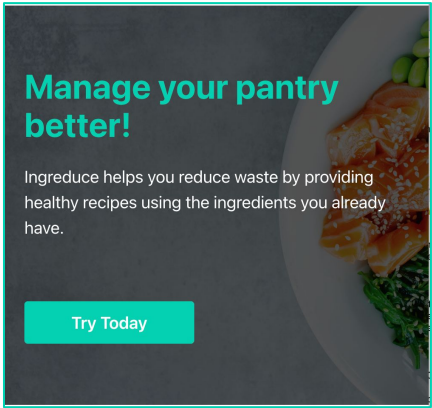 Manage your pantry
better!
Ingreduce helps you reduce waste by providing
healthy recipes using the ingredients you already
have.
Try Today